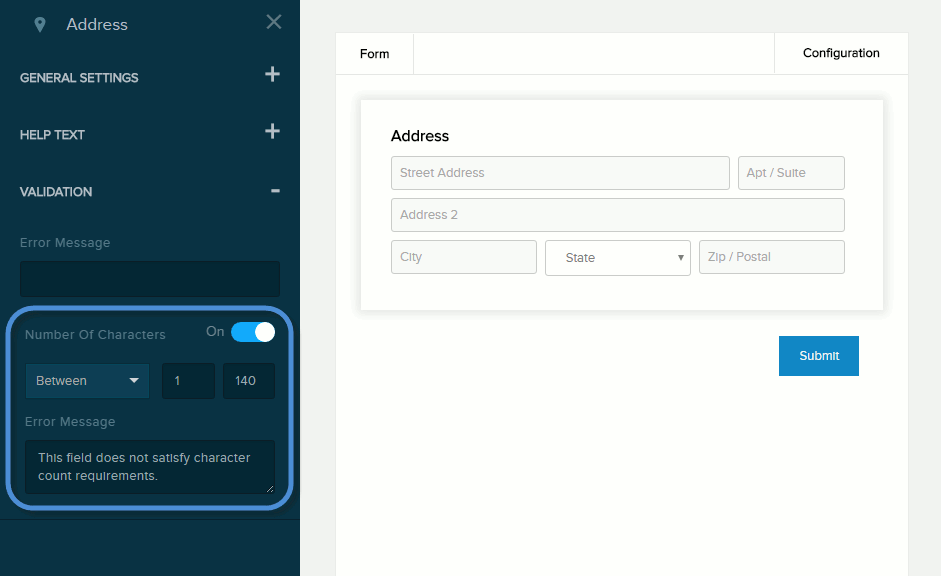 Address
GENERAL SETTINGS
HELP TEXT
VALIDATION
Error Message
Number Of Characters On
Between 1 140
Error Message
This field does not satisfy character
count requirements.
Form Configuration
Address
Street Address Apt / Suite
Address 2
City State Zip / Postal
Submit